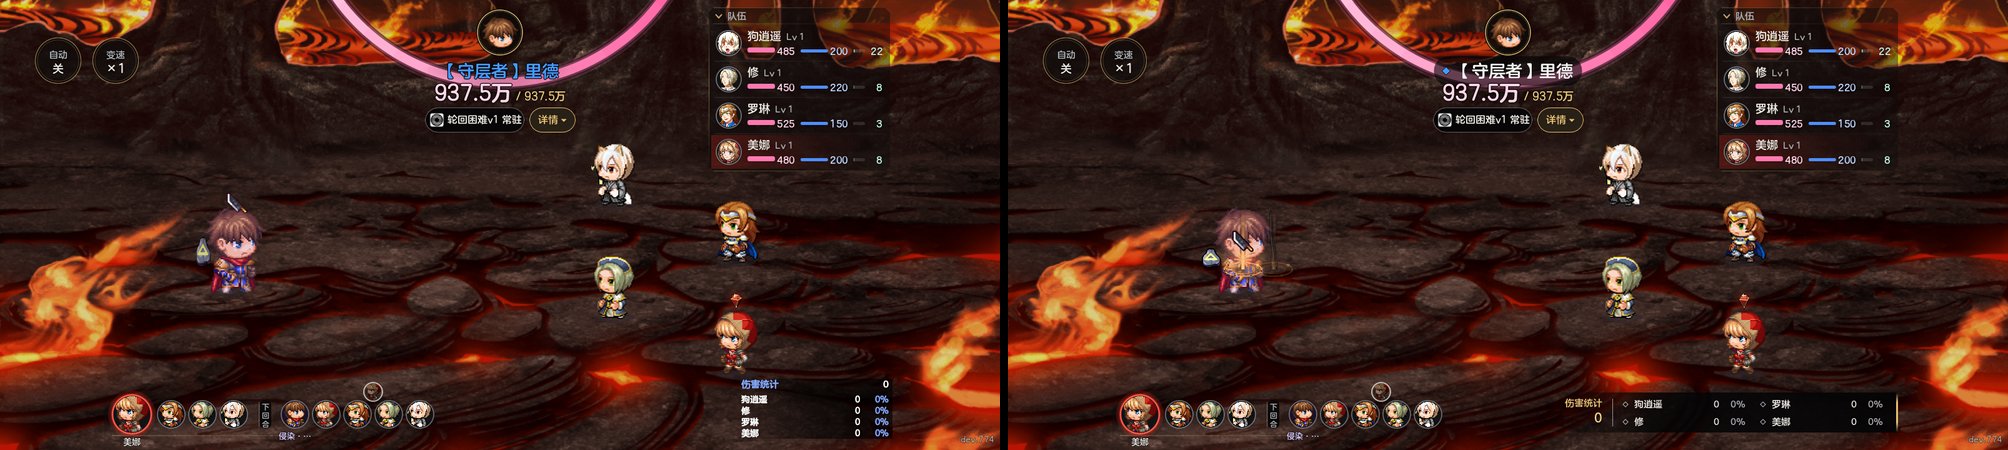 自动
关
变速
×1
【守层者】里德
937.5万 / 937.5万
轮回困难v1 常驻
详情
队伍
狗逍遥 Lv 1
485 200 22
修 Lv 1
450 220 8
罗琳 Lv 1
525 150 3
美娜 Lv 1
480 200 8
美娜
下回合
侵染 · ···
伤害统计 0
狗逍遥 0 0%
修 0 0%
罗琳 0 0%
美娜 0 0%
dev.774
自动
关
变速
×1
【守层者】里德
937.5万 / 937.5万
轮回困难v1 常驻
详情
队伍
狗逍遥 Lv 1
485 200 22
修 Lv 1
450 220 8
罗琳 Lv 1
525 150 3
美娜 Lv 1
480 200 8
美娜
下回合
侵染 · ···
伤害统计
0
狗逍遥 0 0% 罗琳 0 0%
修 0 0% 美娜 0 0%
dev.774